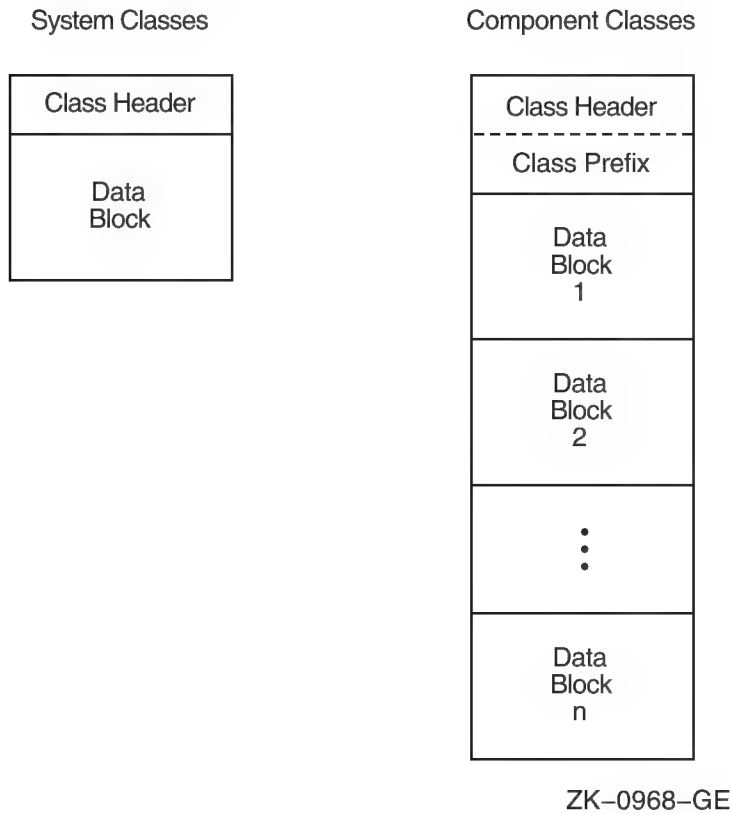 System Classes
Class Header
Data
Block
Component Classes
Class Header
Class Prefix
Data
Block
1
Data
Block
2
Data
Block
n
ZK–0968–GE